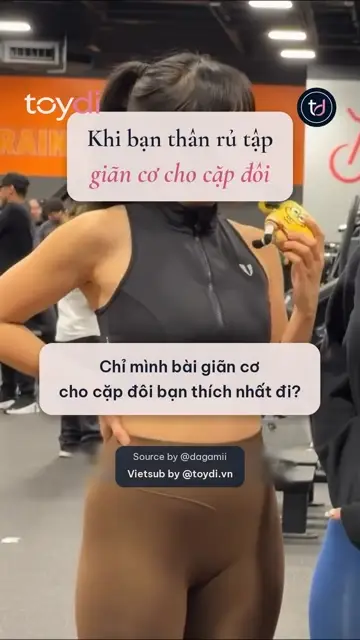 toydi
td
Khi bạn thân rủ tập
giãn cơ cho cặp đôi
Chỉ mình bài giãn cơ
cho cặp đôi bạn thích nhất đi?
Source by @dagamii
Vietsub by @toydi.vn